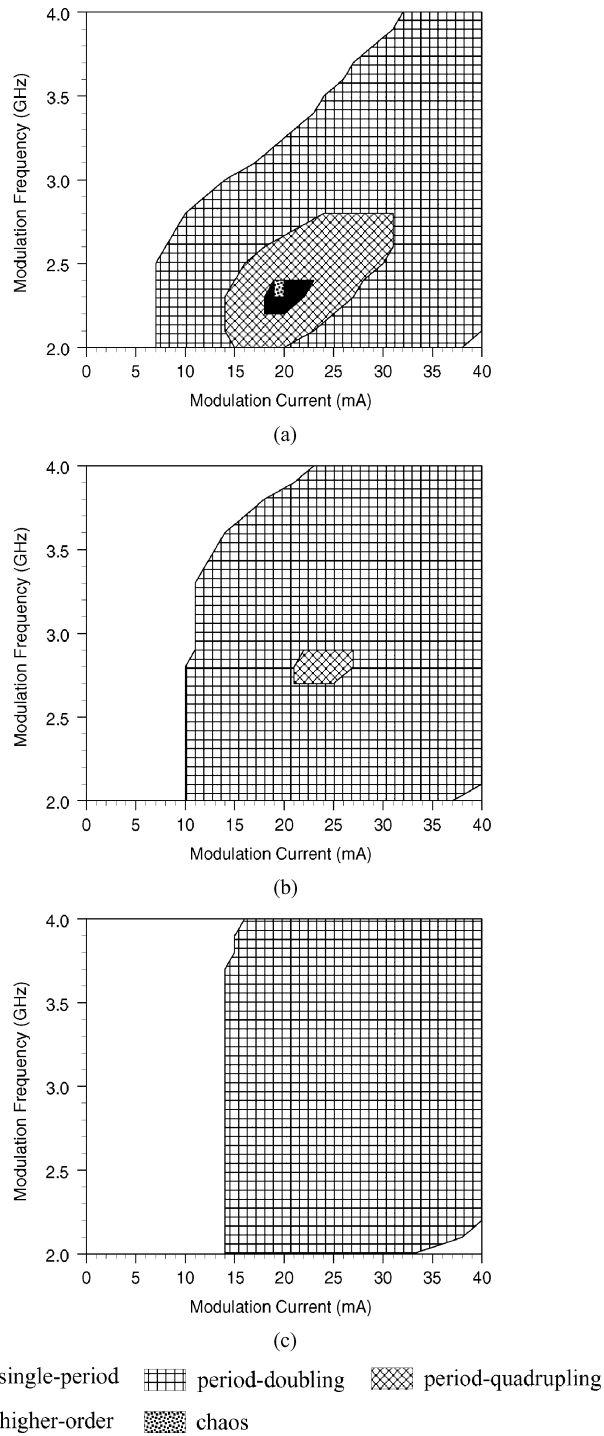 4.0
3.5
3.0
2.5
2.0
Modulation Frequency (GHz)
0 5 10 15 20 25 30 35 40
Modulation Current (mA)
(a)
4.0
3.5
3.0
2.5
2.0
Modulation Frequency (GHz)
0 5 10 15 20 25 30 35 40
Modulation Current (mA)
(b)
4.0
3.5
3.0
2.5
2.0
Modulation Frequency (GHz)
0 5 10 15 20 25 30 35 40
Modulation Current (mA)
(c)
single-period period-doubling period-quadrupling
higher-order chaos